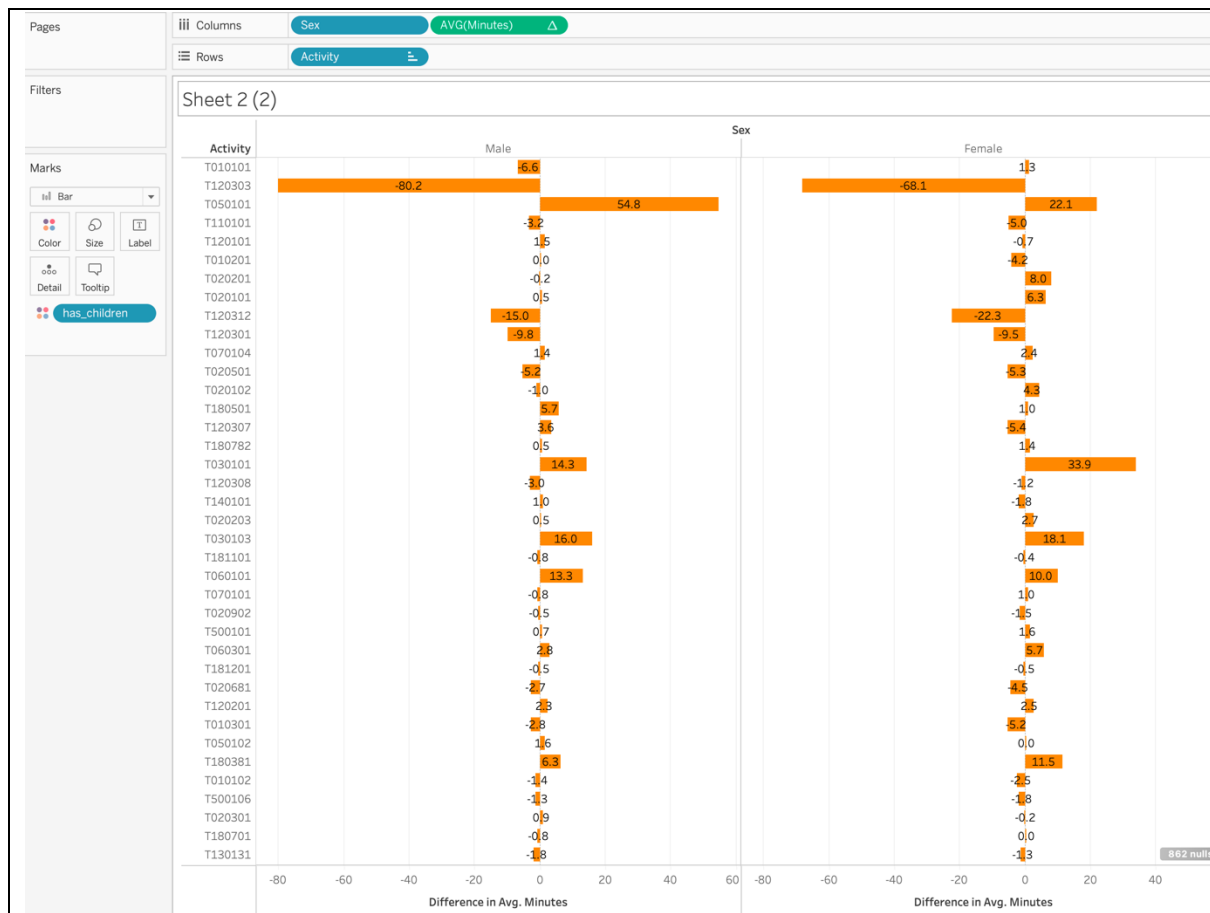 Pages
Columns Sex AVG(Minutes)
Rows Activity
Filters
Sheet 2 (2)
Sex
Activity Male Female
Marks
Bar
Color Size Label
Detail Tooltip
has_children
T010101 -6.6 1.3
T120303 -80.2 -68.1
T050101 54.8 22.1
T110101 -3.2 -5.0
T120101 1.5 -0.7
T010201 0.0 -4.2
T020201 -0.2 8.0
T020101 0.5 6.3
T120312 -15.0 -22.3
T120301 -9.8 -9.5
T070104 1.4 2.4
T020501 -5.2 -5.3
T020102 -1.0 4.3
T180501 5.7 1.0
T120307 3.6 -5.4
T180782 0.5 1.4
T030101 14.3 33.9
T120308 -3.0 -1.2
T140101 1.0 -1.8
T020203 0.5 2.7
T030103 16.0 18.1
T181101 -0.8 -0.4
T060101 13.3 10.0
T070101 -0.8 1.0
T020902 -0.5 -1.5
T500101 0.7 1.6
T060301 2.8 5.7
T181201 -0.5 -0.5
T020681 -2.7 -4.5
T120201 2.3 2.5
T010301 -2.8 -5.2
T050102 1.6 0.0
T180381 6.3 11.5
T010102 -1.4 -2.5
T500106 -1.3 -1.8
T020301 0.9 -0.2
T180701 -0.8 0.0
T130131 -1.8 -1.3
862 nulls
-80 -60 -40 -20 0 20 40 60 -80 -60 -40 -20 0 20 40
Difference in Avg. Minutes Difference in Avg. Minutes